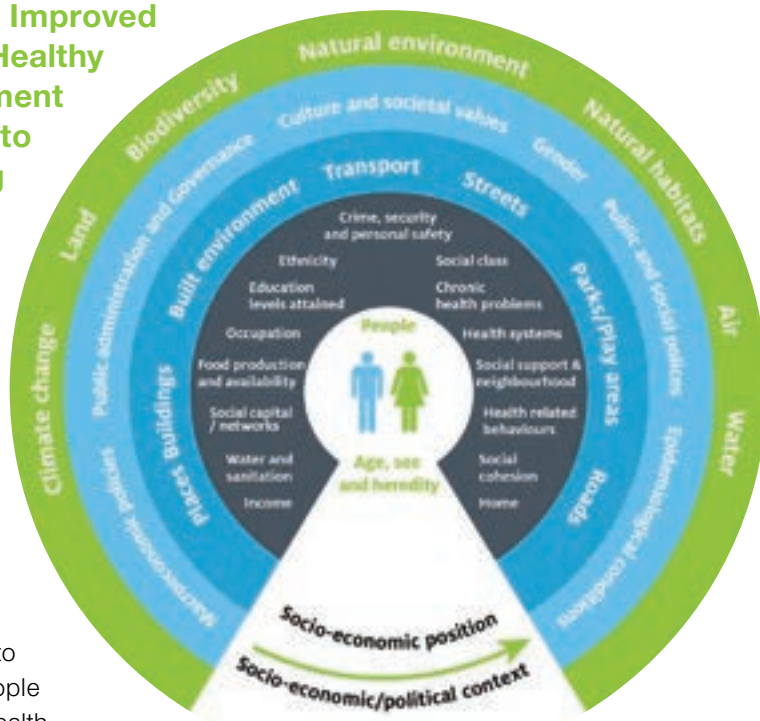 Improved
Healthy
ment
to
g
Natural environment
Biodiversity
Natural habitats
Land
Air
Climate change
Water
Culture and societal values
Public administration and Governance
Gender
Public and social polices
Macroeconomic policies
Epidemiological conditions
Transport
Built environment
Streets
Parks/Play areas
Places Buildings
Roads
Crime, security
and personal safety
Ethnicity
Social class
Education
levels attained
Chronic
health problems
Occupation
Health systems
Food production
and availability
Social support &
neighbourhood
Social capital
/ networks
Health related
behaviours
Water and
sanitation
Social
cohesion
Income
Home
People
Age, sex
and heredity
Socio-economic position
Socio-economic/political context
to
ople